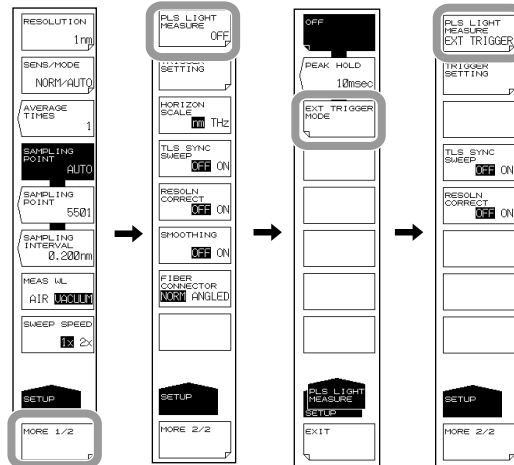 RESOLUTION
1nm
SENS/MODE
NORM/AUTO
AVERAGE
TIMES
1
SAMPLING
POINT
AUTO
SAMPLING
POINT
5501
SAMPLING
INTERVAL
0.200nm
MEAS WL
AIR VACUUM
SWEEP SPEED
1x 2x
SETUP
MORE 1/2
PLS LIGHT
MEASURE
OFF
TRIGGER
SETTING
HORIZON
SCALE
nm THz
TLS SYNC
SWEEP
OFF ON
RESOLN
CORRECT
OFF ON
SMOOTHING
OFF ON
FIBER
CONNECTOR
NORM ANGLED
SETUP
MORE 2/2
OFF
PEAK HOLD
10msec
EXT TRIGGER
MODE
PLS LIGHT
MEASURE
SETUP
EXIT
PLS LIGHT
MEASURE
EXT TRIGGER
TRIGGER
SETTING
TLS SYNC
SWEEP
OFF ON
RESOLN
CORRECT
OFF ON
SETUP
MORE 2/2